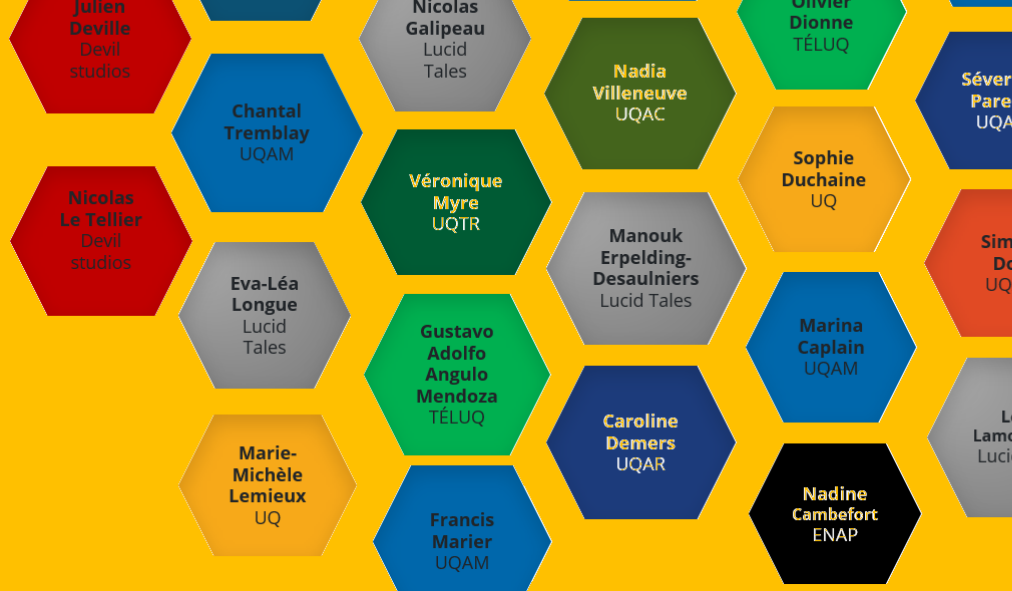 Julien
Deville
Devil
studios
Nicolas
Le Tellier
Devil
studios
Chantal
Tremblay
UQAM
Eva-Léa
Longue
Lucid
Tales
Marie-
Michèle
Lemieux
UQ
Nicolas
Galipeau
Lucid
Tales
Véronique
Myre
UQTR
Gustavo
Adolfo
Angulo
Mendoza
TÉLUQ
Francis
Marier
UQAM
Nadia
Villeneuve
UQAC
Manouk
Erpelding-
Desaulniers
Lucid Tales
Caroline
Demers
UQAR
Olivier
Dionne
TÉLUQ
Sophie
Duchaine
UQ
Marina
Caplain
UQAM
Nadine
Cambefort
ENAP